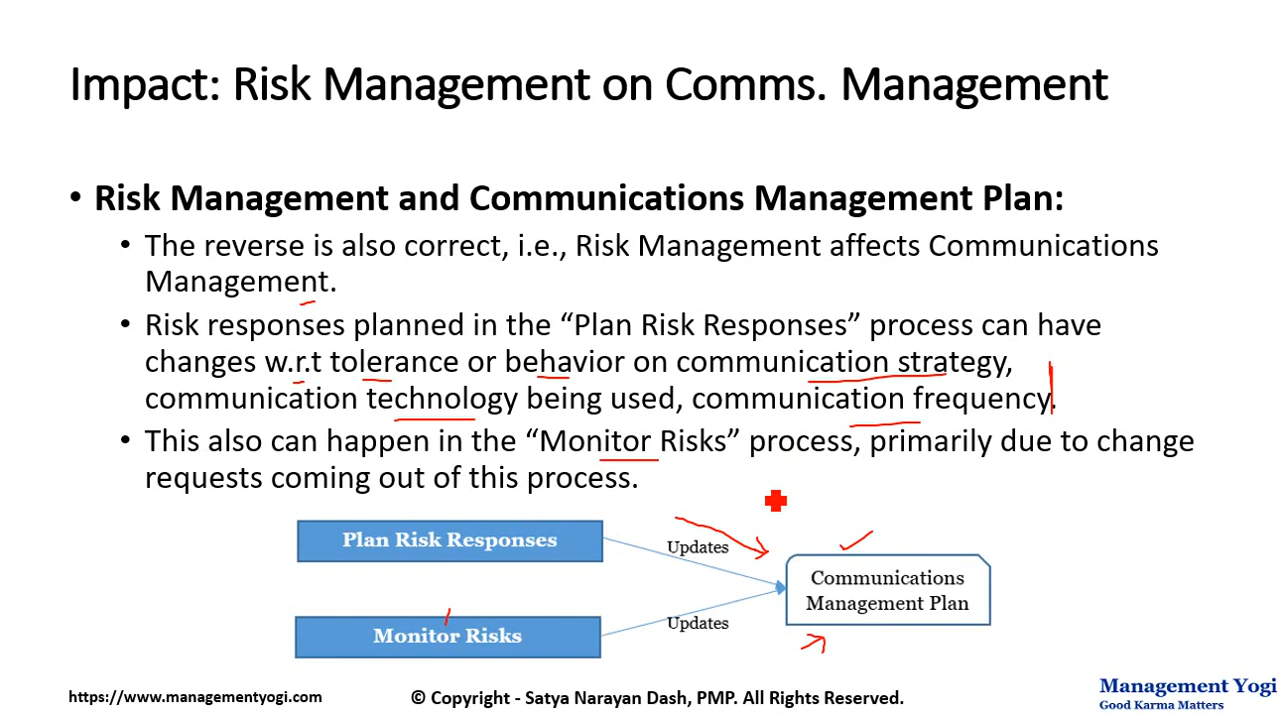 Impact: Risk Management on Comms. Management
• Risk Management and Communications Management Plan:
• The reverse is also correct, i.e., Risk Management affects Communications
Management.
• Risk responses planned in the “Plan Risk Responses” process can have
changes w.r.t tolerance or behavior on communication strategy,
communication technology being used, communication frequency.
• This also can happen in the “Monitor Risks” process, primarily due to change
requests coming out of this process.
Plan Risk Responses
Updates
Communications
Management Plan
Monitor Risks
Updates
https://www.managementyogi.com
© Copyright - Satya Narayan Dash, PMP. All Rights Reserved.
Management Yogi
Good Karma Matters